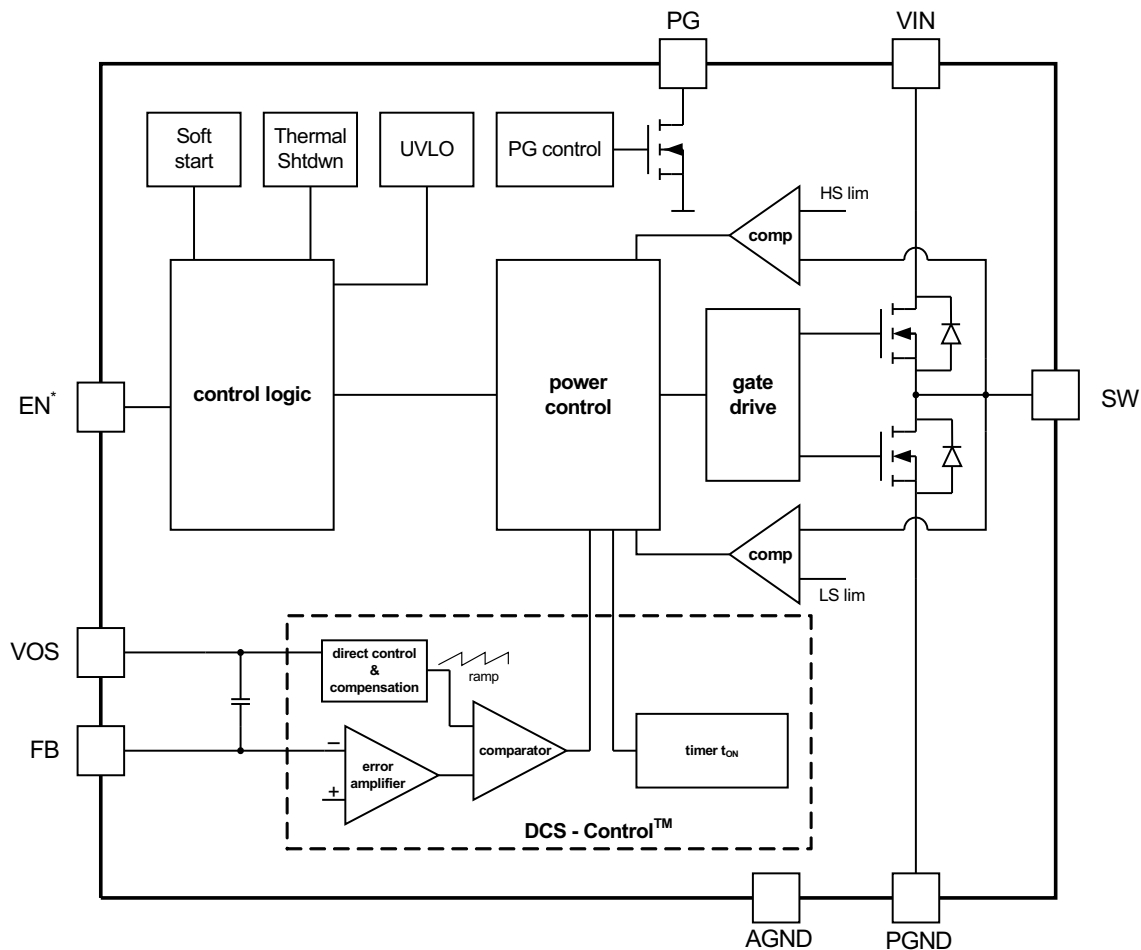 PG
VIN
Soft
start
Thermal
Shtdwn
UVLO
PG control
HS lim
comp
control logic
power
control
gate
drive
EN*
SW
comp
LS lim
VOS
direct control
&
compensation
ramp
FB
−
error
amplifier
+
comparator
timer tON
DCS - Control™
AGND
PGND